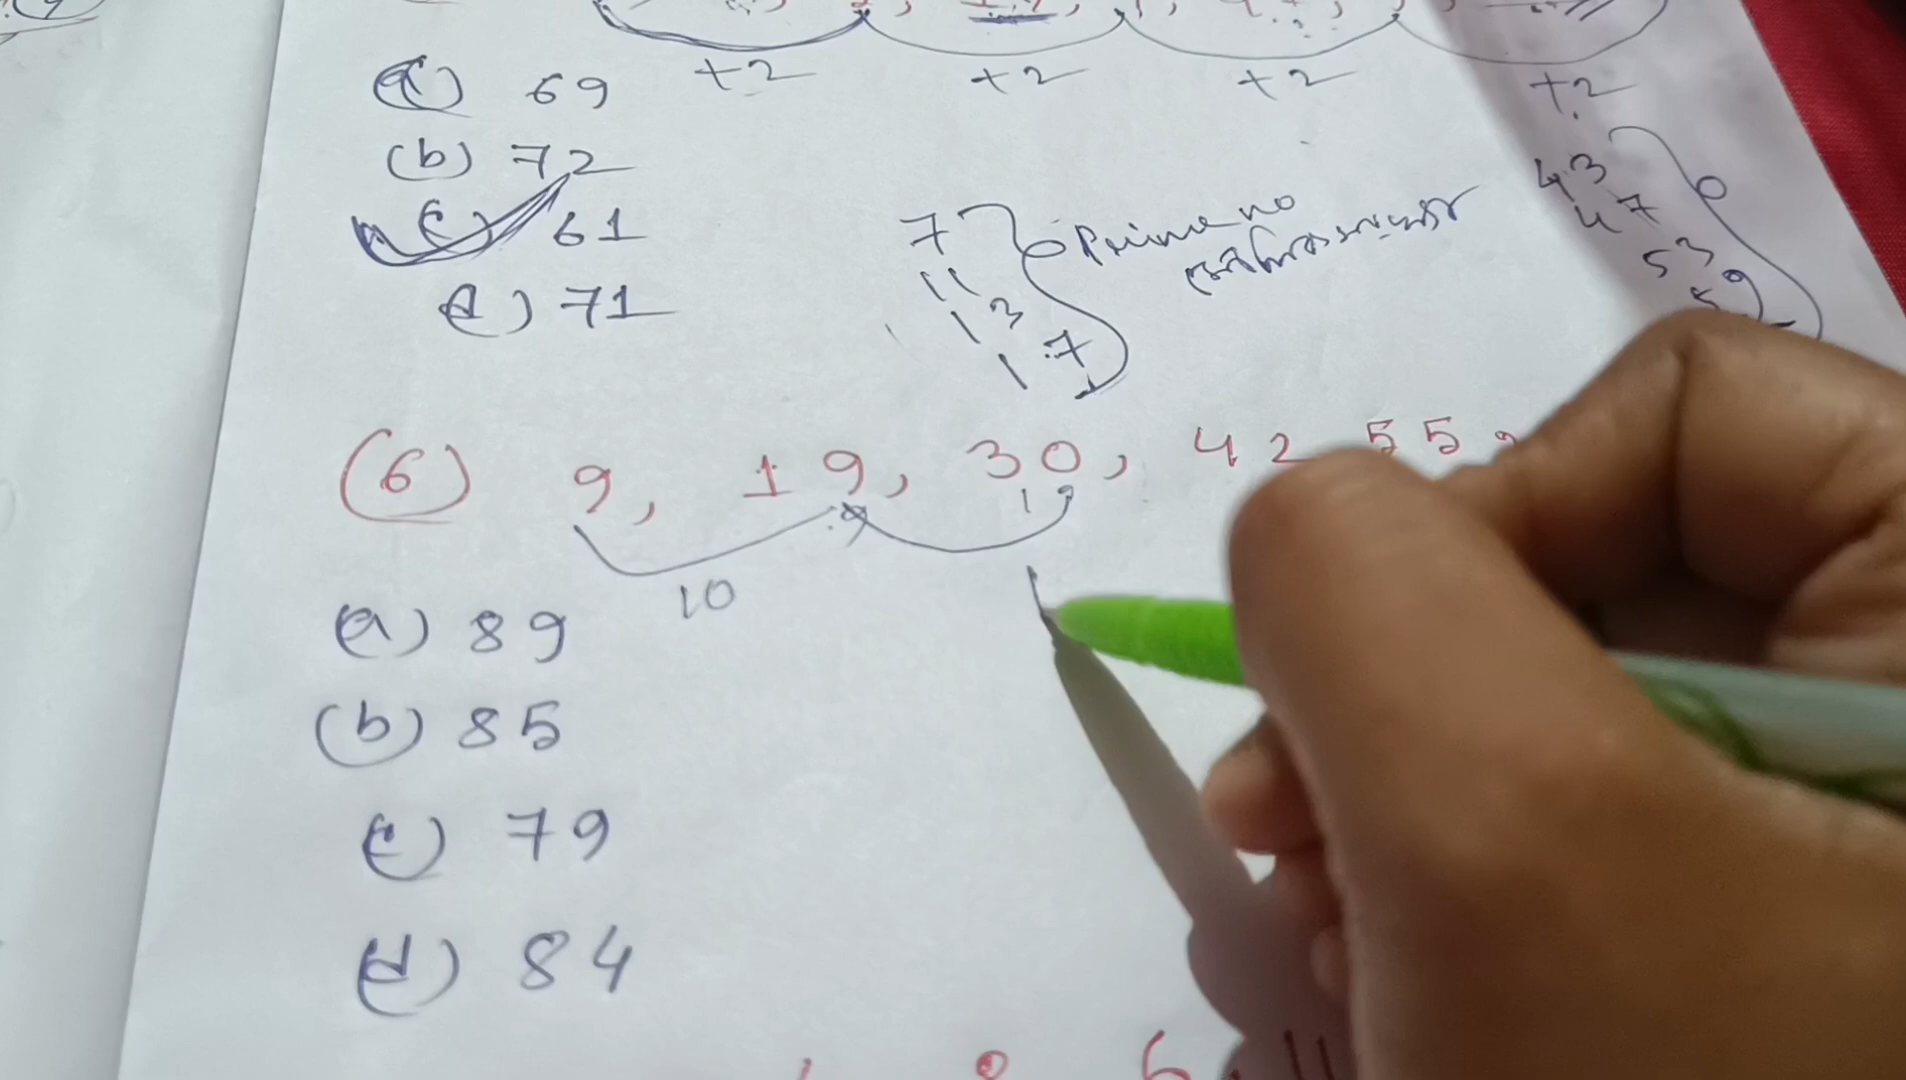 +2 +2 +2 +2
(a) 69
(b) 72
(c) 61
(d) 71
7 Prime no
11
13
17
43
47
53
(6) 9, 19, 30, 42 55,
10
(a) 89
(b) 85
(c) 79
(d) 84